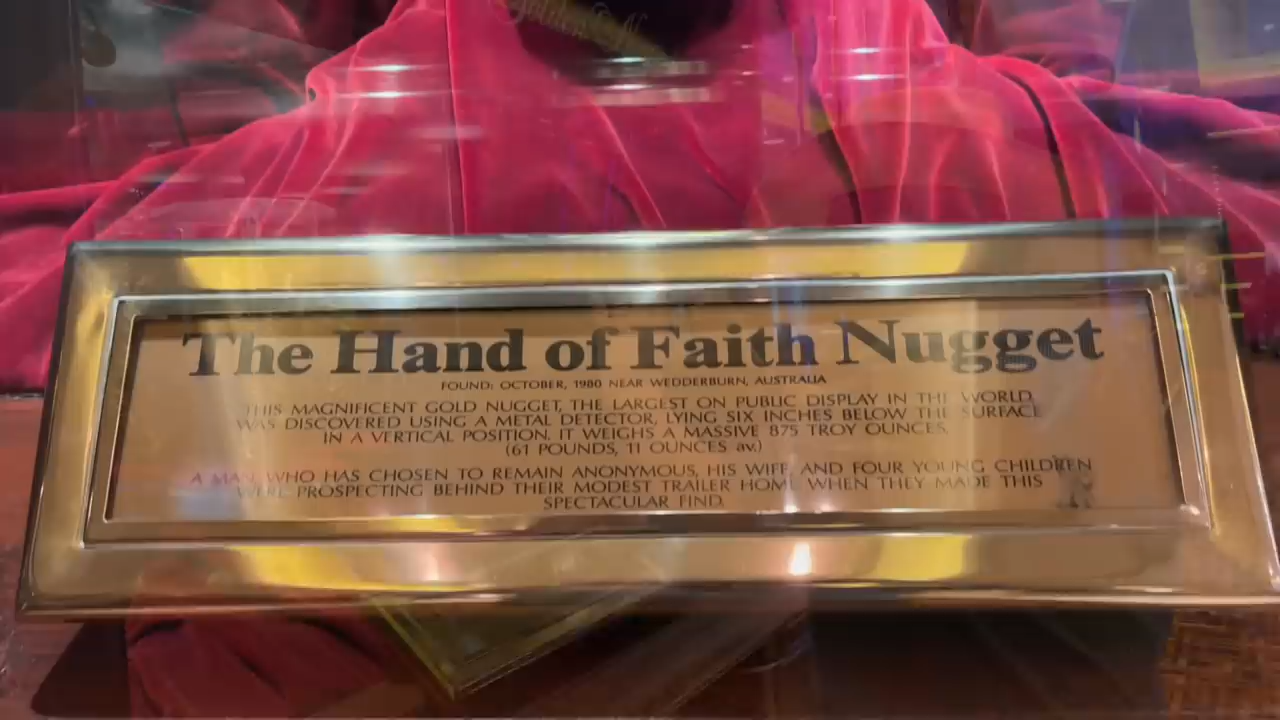 Golden N
The Hand of Faith Nugget
FOUND: OCTOBER, 1980 NEAR WEDDERBURN, AUSTRALIA
THIS MAGNIFICENT GOLD NUGGET, THE LARGEST ON PUBLIC DISPLAY IN THE WORLD
WAS DISCOVERED USING A METAL DETECTOR, LYING SIX INCHES BELOW THE SURFACE
IN A VERTICAL POSITION. IT WEIGHS A MASSIVE 875 TROY OUNCES.
(61 POUNDS, 11 OUNCES av.)
A MAN, WHO HAS CHOSEN TO REMAIN ANONYMOUS, HIS WIFE AND FOUR YOUNG CHILDREN
WERE PROSPECTING BEHIND THEIR MODEST TRAILER HOME WHEN THEY MADE THIS
SPECTACULAR FIND.